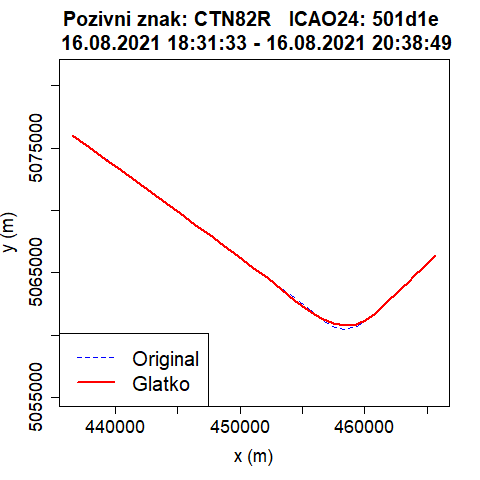 Pozivni znak: CTN82R ICAO24: 501d1e
16.08.2021 18:31:33 - 16.08.2021 20:38:49
5075000
5065000
5055000
y (m)
Original
Glatko
440000 450000 460000
x (m)